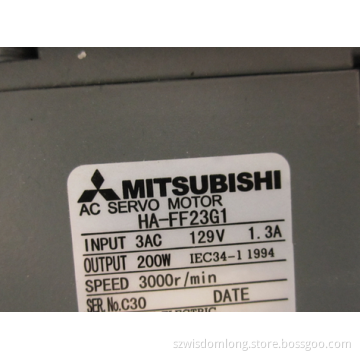 MITSUBISHI
AC SERVO MOTOR
HA-FF23G1
INPUT 3AC 129V 1.3A
OUTPUT 200W IEC34-1 1994
SPEED 3000r/min
SER.No.C30 DATE
ELECTRIC
szwisdomlong.store.bossgoo.com